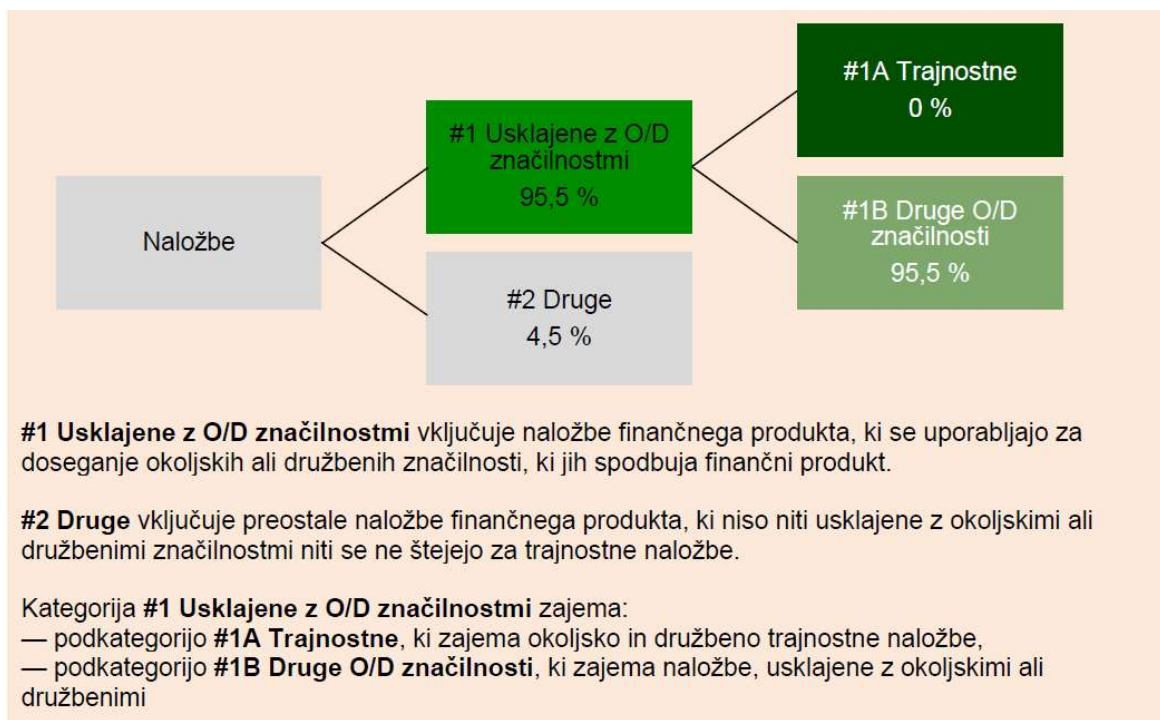 #1A Trajnostne
0 %
#1 Usklajene z O/D
značilnostmi
95,5 %
Naložbe
#1B Druge O/D
značilnosti
95,5 %
#2 Druge
4,5 %
#1 Usklajene z O/D značilnostmi vključuje naložbe finančnega produkta, ki se uporabljajo za
doseganje okoljskih ali družbenih značilnosti, ki jih spodbuja finančni produkt.
#2 Druge vključuje preostale naložbe finančnega produkta, ki niso niti usklajene z okoljskimi ali
družbenimi značilnostmi niti se ne štejejo za trajnostne naložbe.
Kategorija #1 Usklajene z O/D značilnostmi zajema:
— podkategorijo #1A Trajnostne, ki zajema okoljsko in družbeno trajnostne naložbe,
— podkategorijo #1B Druge O/D značilnosti, ki zajema naložbe, usklajene z okoljskimi ali
družbenimi